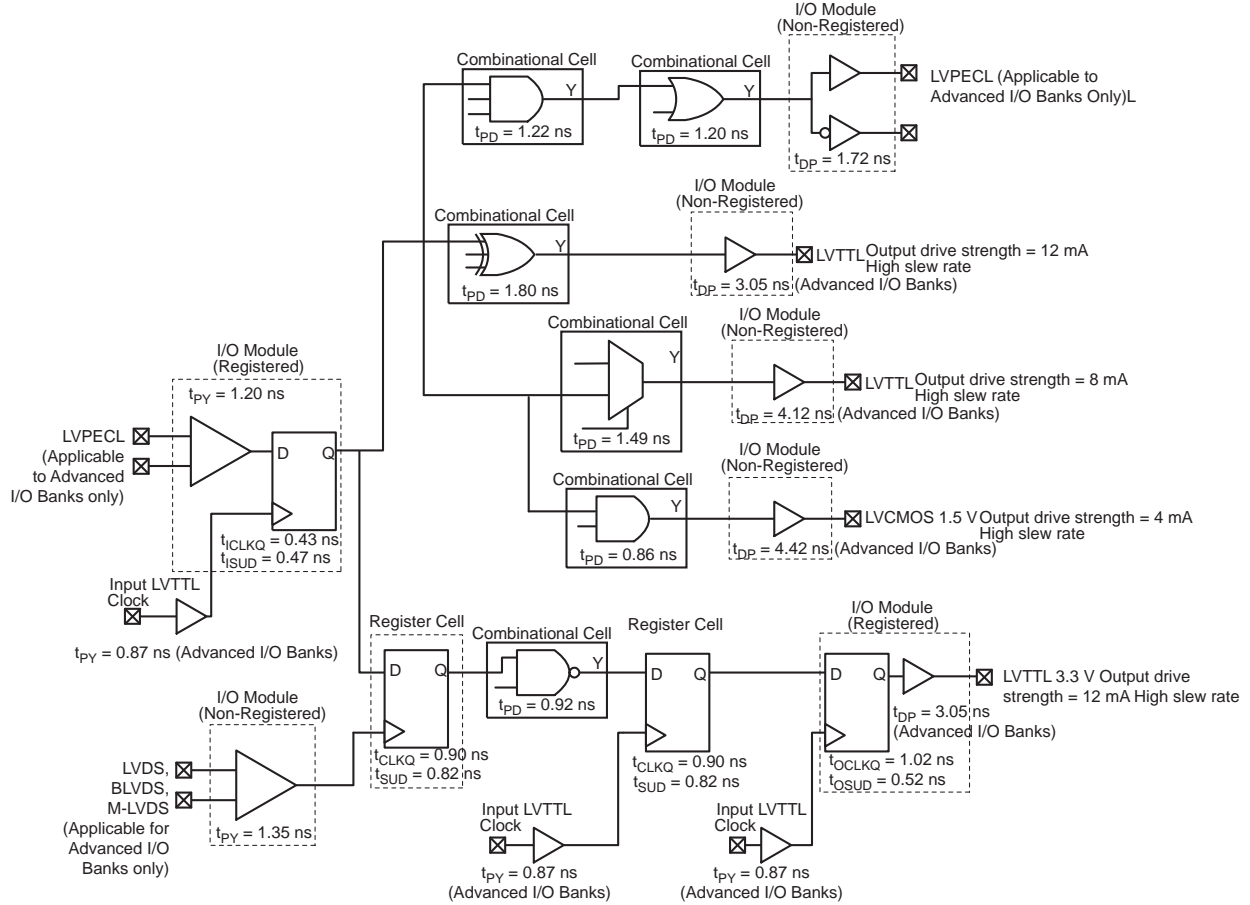 I/O Module
(Non-Registered)
Combinational Cell
Y
tPD = 1.22 ns
Combinational Cell
Y
tPD = 1.20 ns
tDP = 1.72 ns
LVPECL (Applicable to
Advanced I/O Banks Only)L
I/O Module
(Non-Registered)
Combinational Cell
Y
tPD = 1.80 ns
tDP = 3.05 ns (Advanced I/O Banks)
LVTTL Output drive strength = 12 mA
High slew rate
I/O Module
(Non-Registered)
Combinational Cell
Y
tPD = 1.49 ns
tDP = 4.12 ns (Advanced I/O Banks)
LVTTL Output drive strength = 8 mA
High slew rate
I/O Module
(Non-Registered)
Combinational Cell
Y
tPD = 0.86 ns
tDP = 4.42 ns (Advanced I/O Banks)
LVCMOS 1.5 V Output drive strength = 4 mA
High slew rate
I/O Module
(Registered)
tPY = 1.20 ns
LVPECL
(Applicable
to Advanced
I/O Banks only)
D
Q
tICLKQ = 0.43 ns
tISUD = 0.47 ns
Input LVTTL
Clock
tPY = 0.87 ns (Advanced I/O Banks)
I/O Module
(Non-Registered)
LVDS,
BLVDS,
M-LVDS
(Applicable for
Advanced I/O
Banks only)
tPY = 1.35 ns
Register Cell
D
Q
tCLKQ = 0.90 ns
tSUD = 0.82 ns
Combinational Cell
Y
tPD = 0.92 ns
Register Cell
D
Q
tCLKQ = 0.90 ns
tSUD = 0.82 ns
Input LVTTL
Clock
tPY = 0.87 ns
(Advanced I/O Banks)
I/O Module
(Registered)
D
Q
tDP = 3.05 ns
(Advanced I/O Banks)
tOCLKQ = 1.02 ns
tOSUD = 0.52 ns
LVTTL 3.3 V Output drive
strength = 12 mA High slew rate
Input LVTTL
Clock
tPY = 0.87 ns
(Advanced I/O Banks)